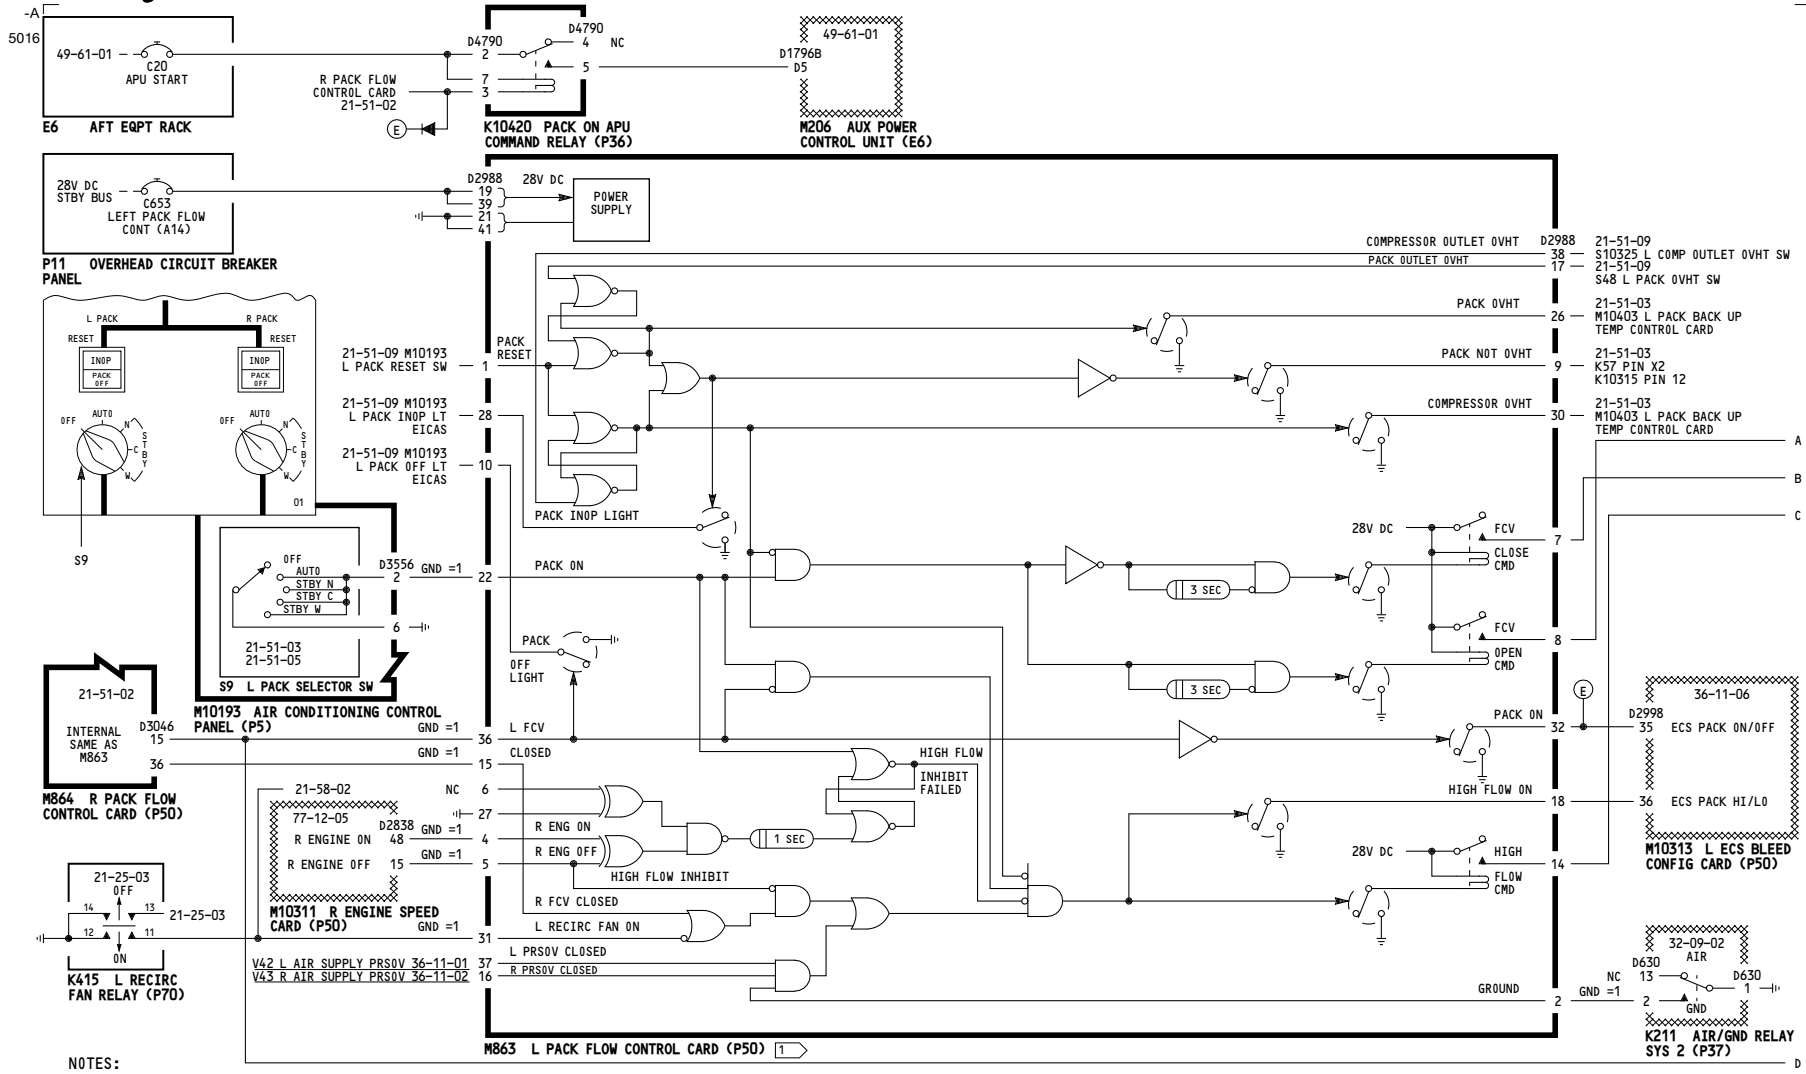 -A
5016
49-61-01
C20
APU START
E6 AFT EQPT RACK
R PACK FLOW
CONTROL CARD
21-51-02
E
D4790
2
7
3
D4790
4 NC
5
K10420 PACK ON APU
COMMAND RELAY (P36)
49-61-01
D1796B
D5
M206 AUX POWER
CONTROL UNIT (E6)
28V DC
STBY BUS
C653
LEFT PACK FLOW
CONT (A14)
P11 OVERHEAD CIRCUIT BREAKER
PANEL
D2988
19
39
21
41
28V DC
POWER
SUPPLY
L PACK
R PACK
RESET
RESET
INOP
PACK
OFF
INOP
PACK
OFF
OFF
AUTO
N
C
W
STBY
OFF
AUTO
N
C
W
STBY
01
S9
21-51-09 M10193
L PACK RESET SW
1
PACK
RESET
21-51-09 M10193
L PACK INOP LT
EICAS
28
21-51-09 M10193
L PACK OFF LT
EICAS
10
PACK INOP LIGHT
COMPRESSOR OUTLET OVHT
D2988
38
21-51-09
S10325 L COMP OUTLET OVHT SW
PACK OUTLET OVHT
17
21-51-09
S48 L PACK OVHT SW
PACK OVHT
26
21-51-03
M10403 L PACK BACK UP
TEMP CONTROL CARD
PACK NOT OVHT
9
21-51-03
K57 PIN X2
K10315 PIN 12
COMPRESSOR OVHT
30
21-51-03
M10403 L PACK BACK UP
TEMP CONTROL CARD
A
B
C
OFF
AUTO
STBY N
STBY C
STBY W
D3556
2
6
GND =1
22
PACK ON
21-51-03
21-51-05
S9 L PACK SELECTOR SW
M10193 AIR CONDITIONING CONTROL
PANEL (P5)
PACK
OFF
LIGHT
3 SEC
3 SEC
28V DC
FCV
7
CLOSE
CMD
FCV
8
OPEN
CMD
21-51-02
INTERNAL
SAME AS
M863
D3046
15
36
M864 R PACK FLOW
CONTROL CARD (P50)
GND =1
36
L FCV
GND =1
15
CLOSED
PACK ON
32
E
36-11-06
D2998
35
ECS PACK ON/OFF
HIGH FLOW
INHIBIT
FAILED
HIGH FLOW ON
18
36
ECS PACK HI/LO
M10313 L ECS BLEED
CONFIG CARD (P50)
21-58-02
NC
6
27
77-12-05
D2838
R ENGINE ON
48
GND =1
4
R ENG ON
R ENGINE OFF
15
GND =1
5
R ENG OFF
1 SEC
M10311 R ENGINE SPEED
CARD (P50)
HIGH FLOW INHIBIT
28V DC
HIGH
14
FLOW
CMD
21-25-03
OFF
14
13
21-25-03
12
11
ON
K415 L RECIRC
FAN RELAY (P70)
R FCV CLOSED
GND =1
31
L RECIRC FAN ON
V42 L AIR SUPPLY PRSOV 36-11-01
37
L PRSOV CLOSED
V43 R AIR SUPPLY PRSOV 36-11-02
16
R PRSOV CLOSED
GROUND
2
GND =1
NC
32-09-02
AIR
D630
13
2
GND
D630
1
K211 AIR/GND RELAY
SYS 2 (P37)
M863 L PACK FLOW CONTROL CARD (P50)
1
NOTES:
D